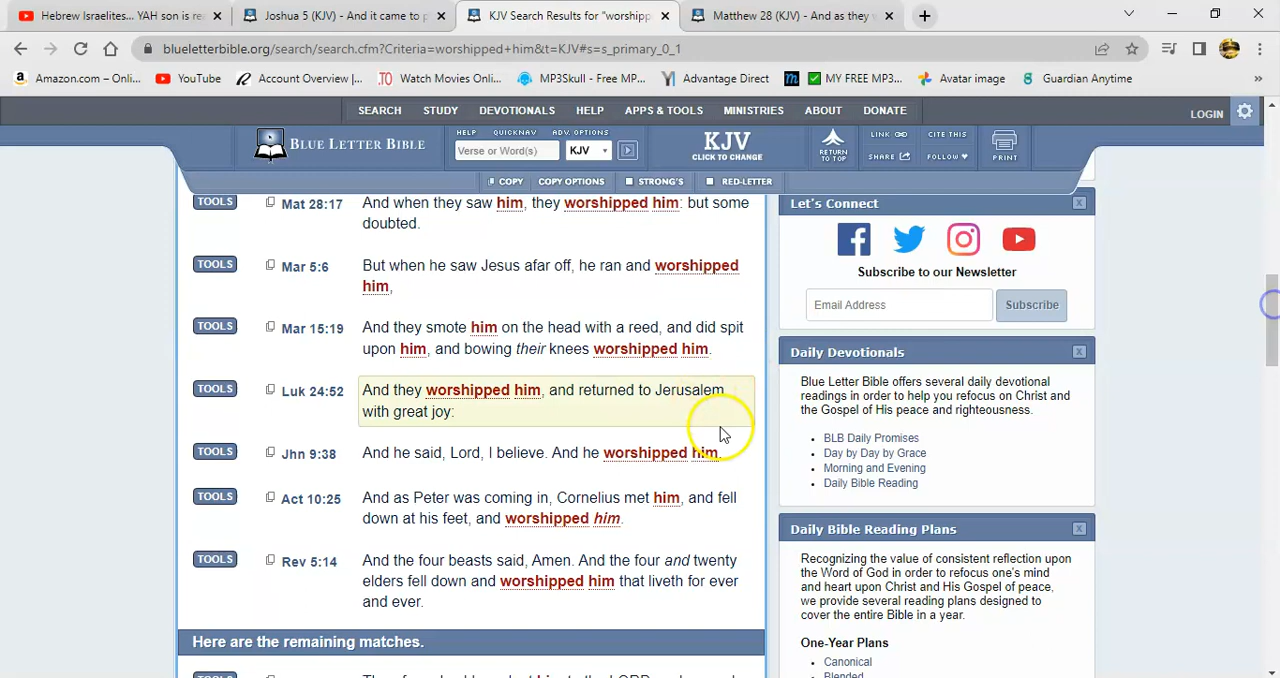 Hebrew Israelites... YAH son is re
Joshua 5 (KJV) - And it came to p
KJV Search Results for "worshipp
Matthew 28 (KJV) - And as they w
blueletterbible.org/search/search.cfm?Criteria=worshipped+him&t=KJV#s=s_primary_0_1
Amazon.com – Onli...
YouTube
Account Overview |...
Watch Movies Onlin...
MP3Skull - Free MP...
Advantage Direct
MY FREE MP3...
Avatar image
Guardian Anytime
»
SEARCH STUDY DEVOTIONALS HELP APPS & TOOLS MINISTRIES ABOUT DONATE
LOGIN
BLUE LETTER BIBLE
HELP QUICKNAV ADV. OPTIONS
Verse or Word(s) KJV
KJV
CLICK TO CHANGE
RETURN
TO TOP
LINK
SHARE
CITE THIS
FOLLOW
PRINT
COPY COPY OPTIONS STRONG'S RED-LETTER
TOOLS Mat 28:17 And when they saw him, they worshipped him: but some
doubted.
TOOLS Mar 5:6 But when he saw Jesus afar off, he ran and worshipped
him,
TOOLS Mar 15:19 And they smote him on the head with a reed, and did spit
upon him, and bowing their knees worshipped him.
TOOLS Luk 24:52 And they worshipped him, and returned to Jerusalem
with great joy:
TOOLS Jhn 9:38 And he said, Lord, I believe. And he worshipped him.
TOOLS Act 10:25 And as Peter was coming in, Cornelius met him, and fell
down at his feet, and worshipped him.
TOOLS Rev 5:14 And the four beasts said, Amen. And the four and twenty
elders fell down and worshipped him that liveth for ever
and ever.
Here are the remaining matches.
Let's Connect
Subscribe to our Newsletter
Email Address Subscribe
Daily Devotionals
Blue Letter Bible offers several daily devotional
readings in order to help you refocus on Christ and
the Gospel of His peace and righteousness.
BLB Daily Promises
Day by Day by Grace
Morning and Evening
Daily Bible Reading
Daily Bible Reading Plans
Recognizing the value of consistent reflection upon
the Word of God in order to refocus one's mind
and heart upon Christ and His Gospel of peace,
we provide several reading plans designed to
cover the entire Bible in a year.
One-Year Plans
Canonical
Blended